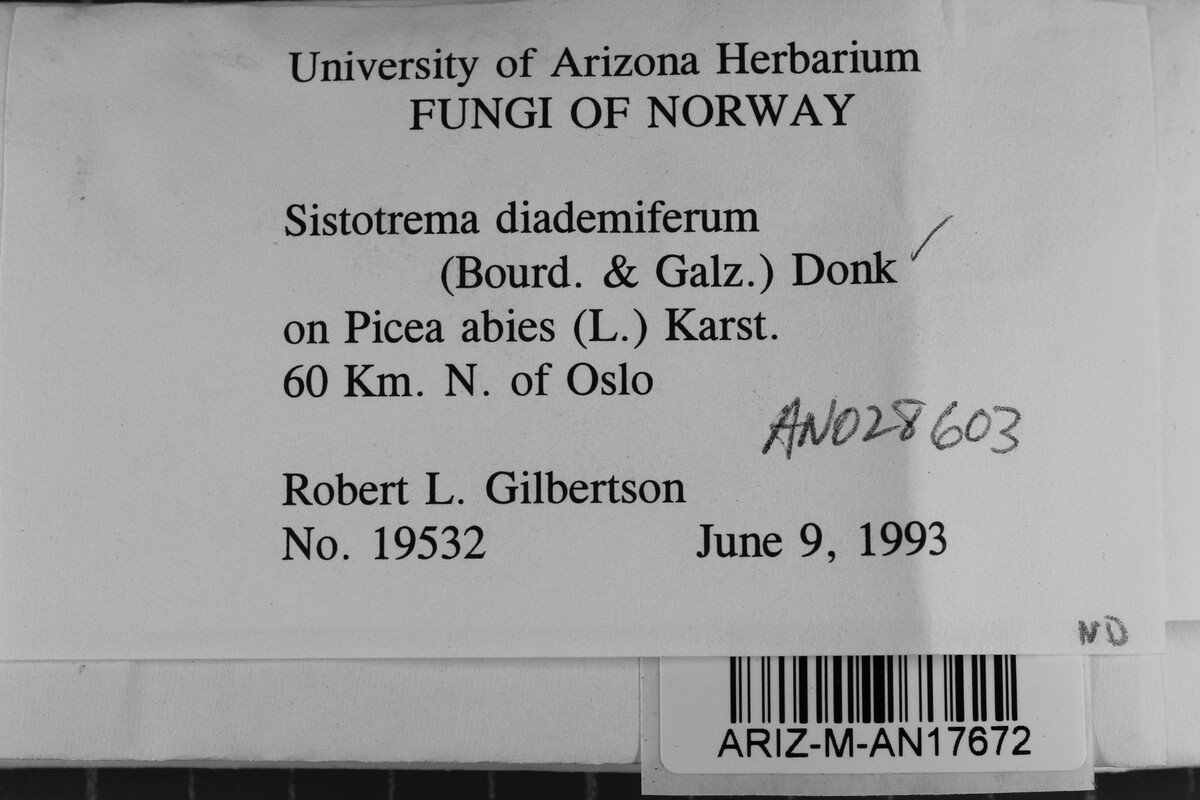 University of Arizona Herbarium
FUNGI OF NORWAY
Sistotrema diademiferum
(Bourd. & Galz.) Donk ✓
on Picea abies (L.) Karst.
60 Km. N. of Oslo
AN028603
Robert L. Gilbertson
No. 19532 June 9, 1993
ND
ARIZ-M-AN17672